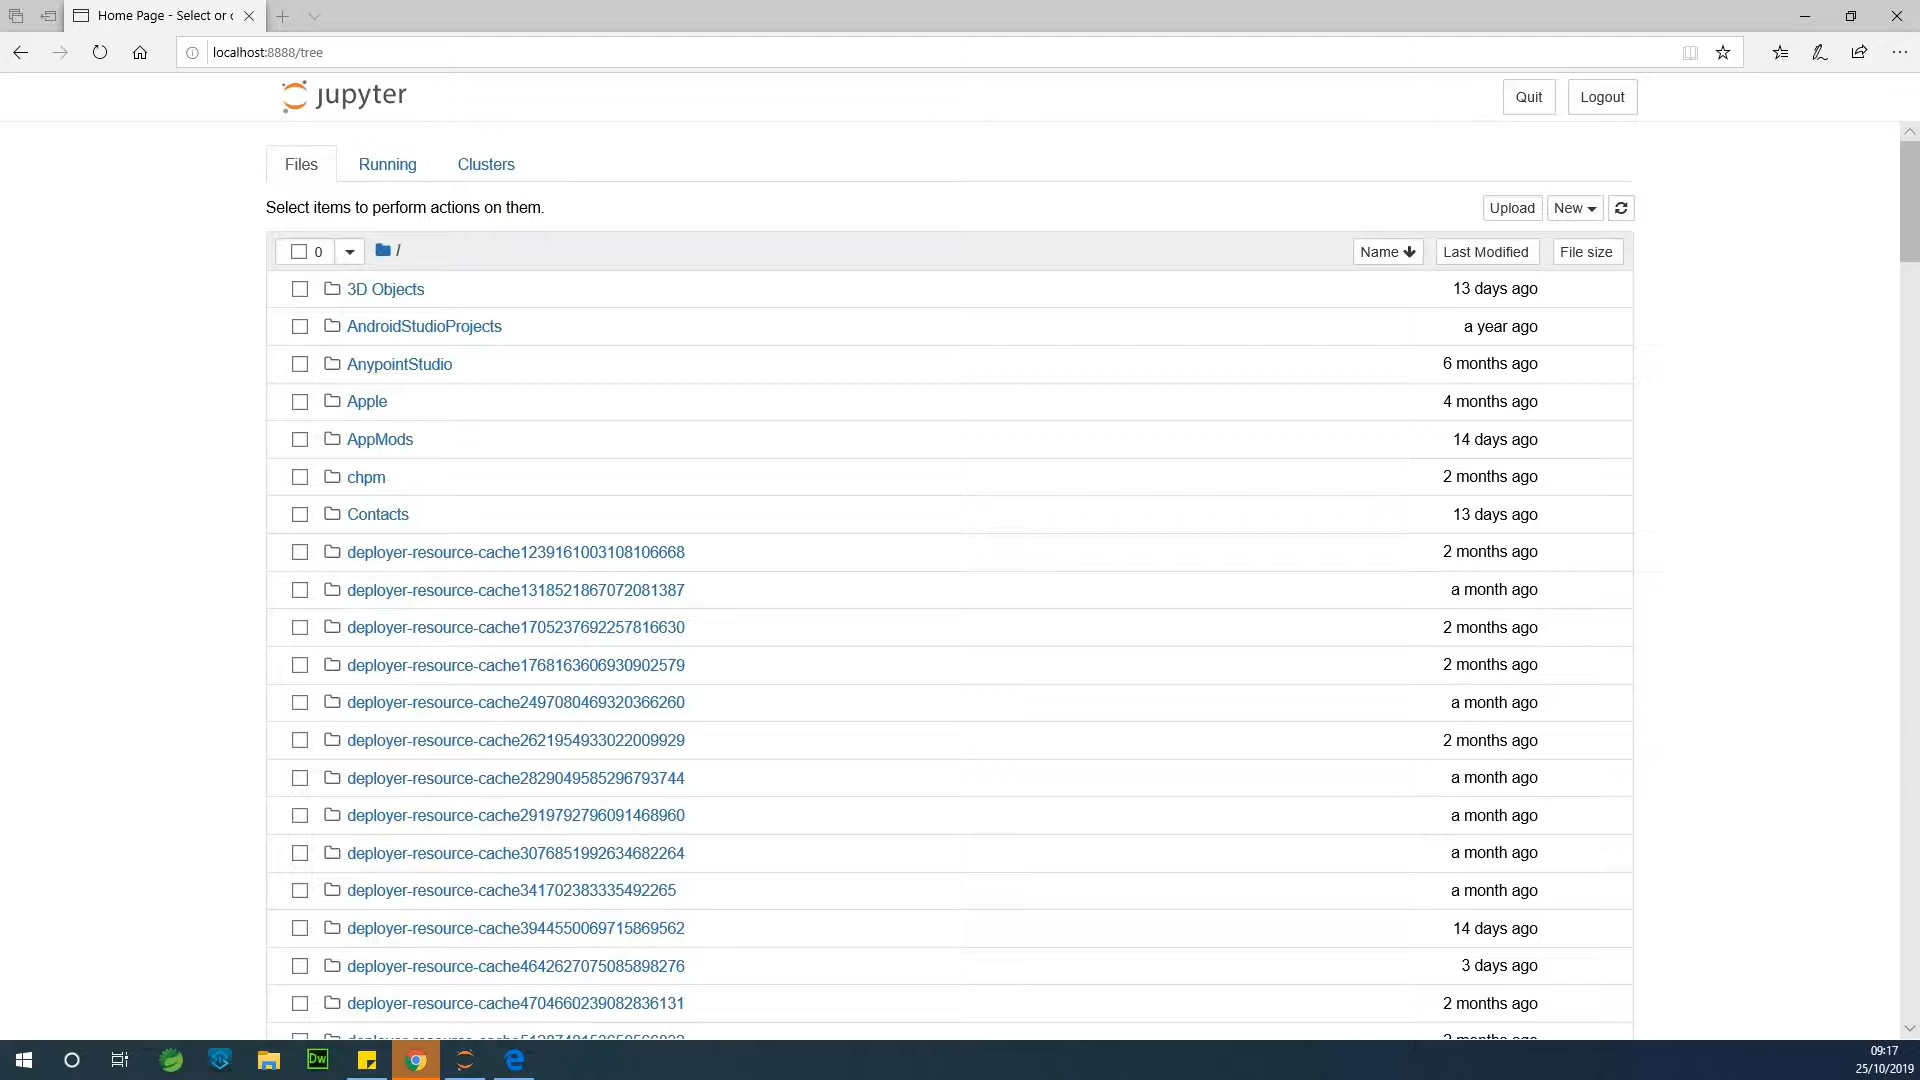 Home Page - Select or c
localhost:8888/tree
jupyter
Quit
Logout
Files
Running
Clusters
Select items to perform actions on them.
Upload
New
0
/
Name
Last Modified
File size
3D Objects
13 days ago
AndroidStudioProjects
a year ago
AnypointStudio
6 months ago
Apple
4 months ago
AppMods
14 days ago
chpm
2 months ago
Contacts
13 days ago
deployer-resource-cache1239161003108106668
2 months ago
deployer-resource-cache1318521867072081387
a month ago
deployer-resource-cache1705237692257816630
2 months ago
deployer-resource-cache1768163606930902579
2 months ago
deployer-resource-cache2497080469320366260
a month ago
deployer-resource-cache2621954933022009929
2 months ago
deployer-resource-cache2829049585296793744
a month ago
deployer-resource-cache2919792796091468960
a month ago
deployer-resource-cache3076851992634682264
a month ago
deployer-resource-cache341702383335492265
a month ago
deployer-resource-cache3944550069715869562
14 days ago
deployer-resource-cache4642627075085898276
3 days ago
deployer-resource-cache4704660239082836131
2 months ago
2 months ago
Dw
09:17
25/10/2019